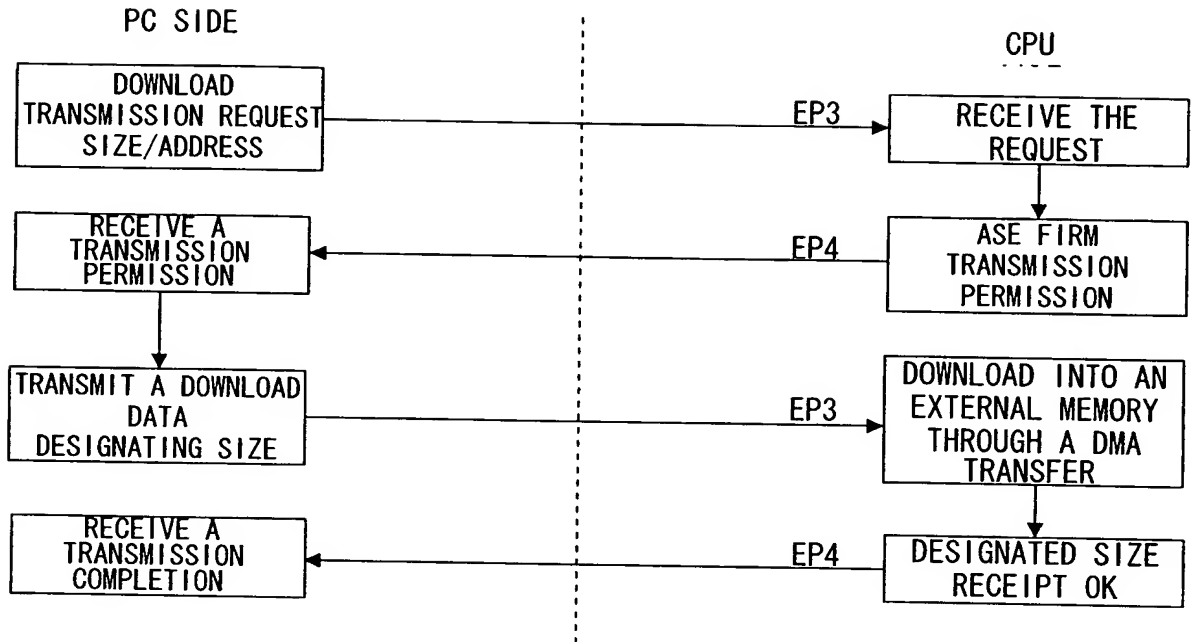 PC SIDE
CPU
DOWNLOAD
TRANSMISSION REQUEST
SIZE/ADDRESS
EP3
RECEIVE THE
REQUEST
RECEIVE A
TRANSMISSION
PERMISSION
EP4
ASE FIRM
TRANSMISSION
PERMISSION
TRANSMIT A DOWNLOAD
DATA
DESIGNATING SIZE
EP3
DOWNLOAD INTO AN
EXTERNAL MEMORY
THROUGH A DMA
TRANSFER
RECEIVE A
TRANSMISSION
COMPLETION
EP4
DESIGNATED SIZE
RECEIPT OK